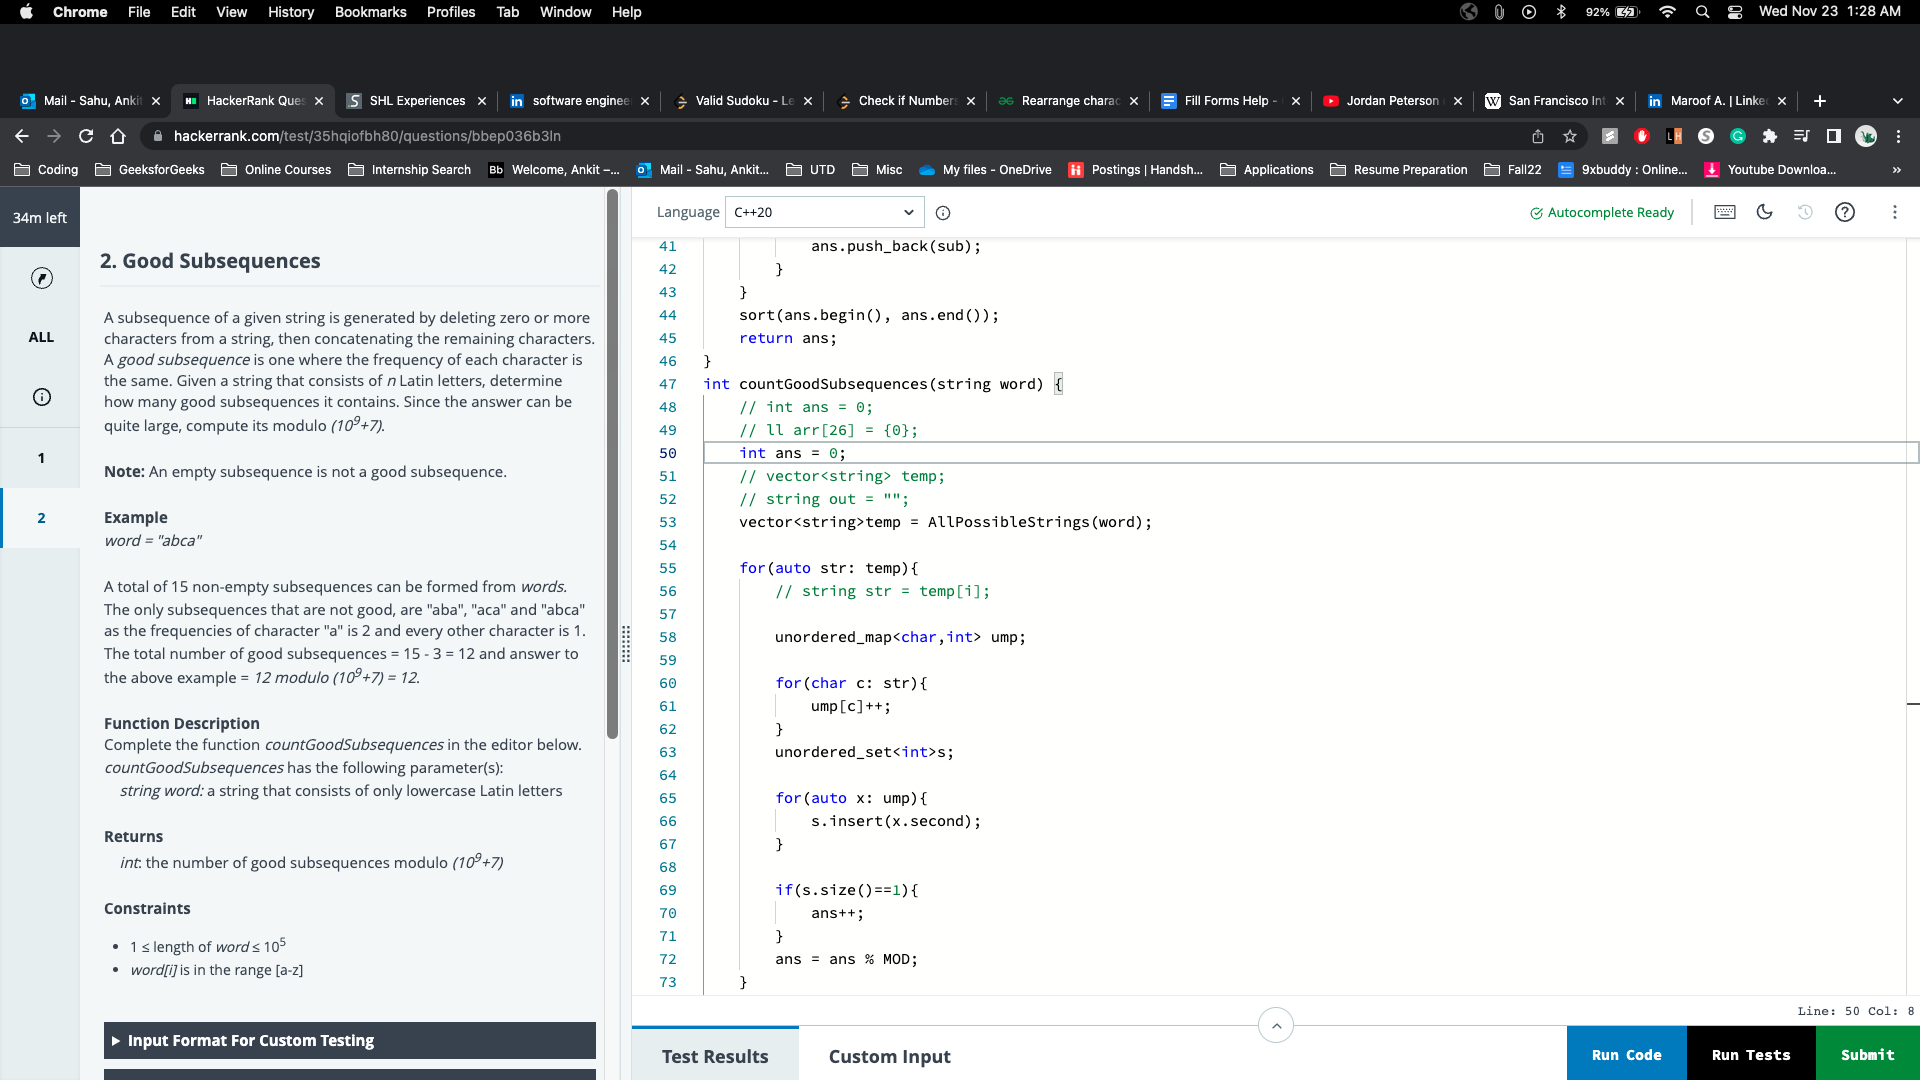 Chrome File Edit View History Bookmarks Profiles Tab Window Help 92% Wed Nov 23 1:28 AM
Mail - Sahu, Anki HackerRank Ques SHL Experiences in software enginee Valid Sudoku - Le Check if Number Rearrange charac Fill Forms Help - Jordan Peterson W San Francisco Int in Maroof A. | Linke
hackerrank.com/test/35hqiofbh80/questions/bbep036b3ln
Coding GeeksforGeeks Online Courses Internship Search Bb Welcome, Ankit –... Mail - Sahu, Ankit... UTD Misc My files - OneDrive Postings | Handsh... Applications Resume Preparation Fall22 9xbuddy : Online... Youtube Downloa... »
34m left
ALL
1
2
2. Good Subsequences
A subsequence of a given string is generated by deleting zero or more
characters from a string, then concatenating the remaining characters.
A good subsequence is one where the frequency of each character is
the same. Given a string that consists of n Latin letters, determine
how many good subsequences it contains. Since the answer can be
quite large, compute its modulo (10⁹+7).
Note: An empty subsequence is not a good subsequence.
Example
word = "abca"
A total of 15 non-empty subsequences can be formed from words.
The only subsequences that are not good, are "aba", "aca" and "abca"
as the frequencies of character "a" is 2 and every other character is 1.
The total number of good subsequences = 15 - 3 = 12 and answer to
the above example = 12 modulo (10⁹+7) = 12.
Function Description
Complete the function countGoodSubsequences in the editor below.
countGoodSubsequences has the following parameter(s):
string word: a string that consists of only lowercase Latin letters
Returns
int: the number of good subsequences modulo (10⁹+7)
Constraints
• 1 ≤ length of word ≤ 10⁵
• word[i] is in the range [a-z]
Input Format For Custom Testing
Language C++20 Autocomplete Ready
41 ans.push_back(sub);
42 }
43 }
44 sort(ans.begin(), ans.end());
45 return ans;
46 }
47 int countGoodSubsequences(string word) {
48 // int ans = 0;
49 // ll arr[26] = {0};
50 int ans = 0;
51 // vector<string> temp;
52 // string out = "";
53 vector<string>temp = AllPossibleStrings(word);
54
55 for(auto str: temp){
56 // string str = temp[i];
57
58 unordered_map<char,int> ump;
59
60 for(char c: str){
61 ump[c]++;
62 }
63 unordered_set<int>s;
64
65 for(auto x: ump){
66 s.insert(x.second);
67 }
68
69 if(s.size()==1){
70 ans++;
71 }
72 ans = ans % MOD;
73 }
Line: 50 Col: 8
Test Results Custom Input Run Code Run Tests Submit